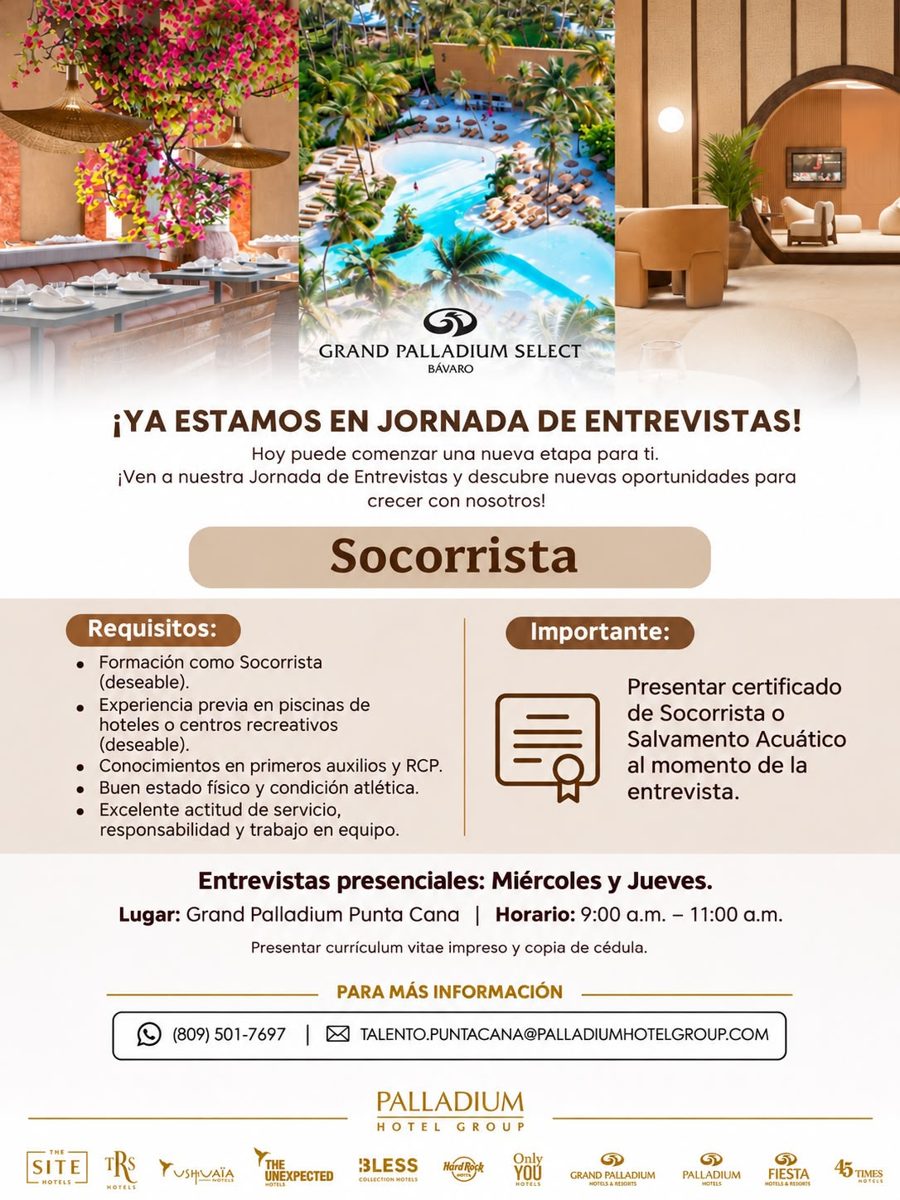 GRAND PALLADIUM SELECT
BÁVARO
¡YA ESTAMOS EN JORNADA DE ENTREVISTAS!
Hoy puede comenzar una nueva etapa para ti.
¡Ven a nuestra Jornada de Entrevistas y descubre nuevas oportunidades para
crecer con nosotros!
Socorrista
Requisitos:
• Formación como Socorrista
(deseable).
• Experiencia previa en piscinas de
hoteles o centros recreativos
(deseable).
• Conocimientos en primeros auxilios y RCP.
• Buen estado físico y condición atlética.
• Excelente actitud de servicio,
responsabilidad y trabajo en equipo.
Importante:
Presentar certificado
de Socorrista o
Salvamento Acuático
al momento de la
entrevista.
Entrevistas presenciales: Miércoles y Jueves.
Lugar: Grand Palladium Punta Cana | Horario: 9:00 a.m. – 11:00 a.m.
Presentar currículum vitae impreso y copia de cédula.
PARA MÁS INFORMACIÓN
(809) 501-7697 | TALENTO.PUNTACANA@PALLADIUMHOTELGROUP.COM
PALLADIUM
HOTEL GROUP
THE SITE HOTELS
TRS HOTELS
USHUAÏA HOTELS
THE UNEXPECTED HOTELS
BLESS COLLECTION HOTELS
Hard Rock HOTEL
Only YOU HOTELS
GRAND PALLADIUM HOTELS & RESORTS
PALLADIUM HOTELS
FIESTA HOTELS & RESORTS
45 TIMES HOTELS